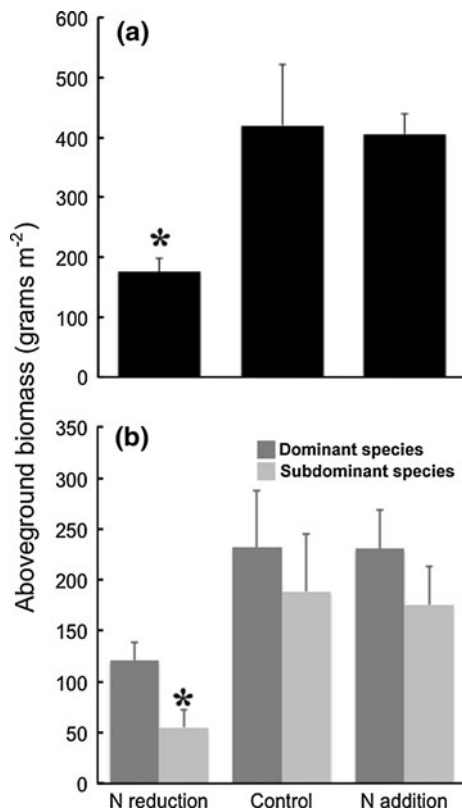 (a)
600
500
400
300
200
100
0
*
Aboveground biomass (grams m⁻²)
(b)
350
300
250
200
150
100
50
0
Dominant species
Subdominant species
*
N reduction Control N addition